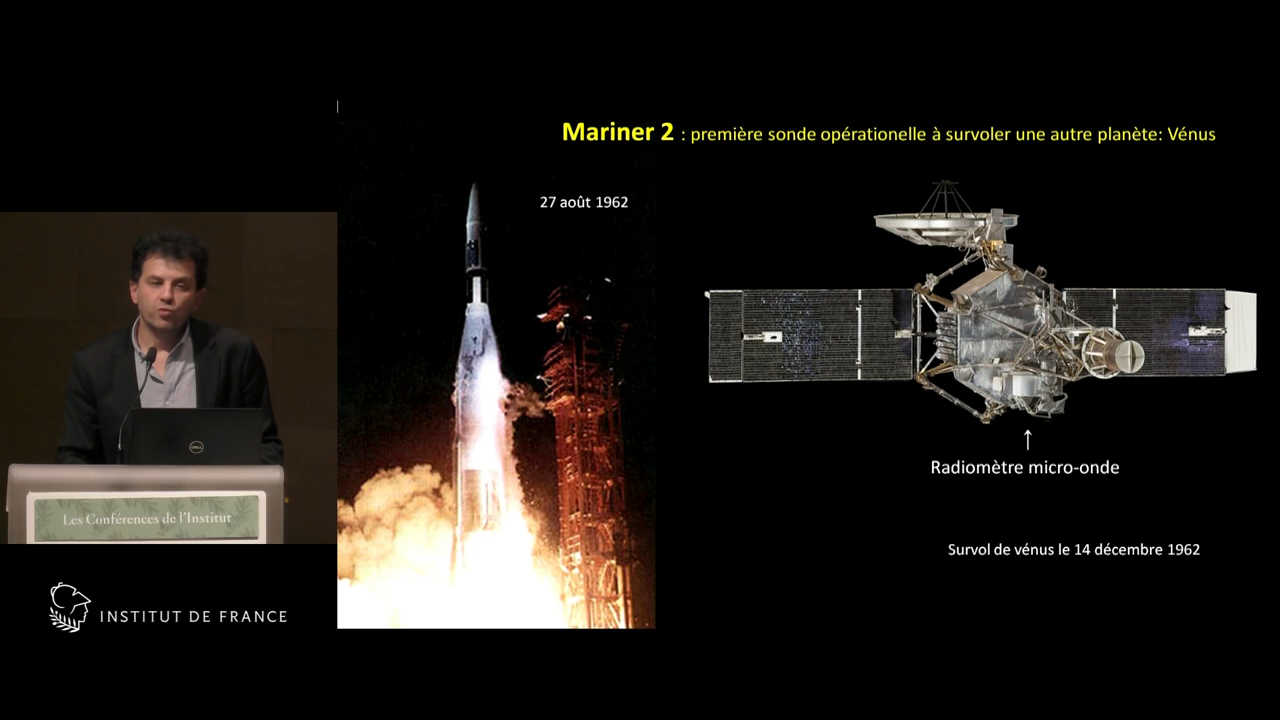 Mariner 2 : première sonde opérationelle à survoler une autre planète: Vénus
27 août 1962
Radiomètre micro-onde
Survol de vénus le 14 décembre 1962
DELL
Les Conférences de l'Institut
INSTITUT DE FRANCE